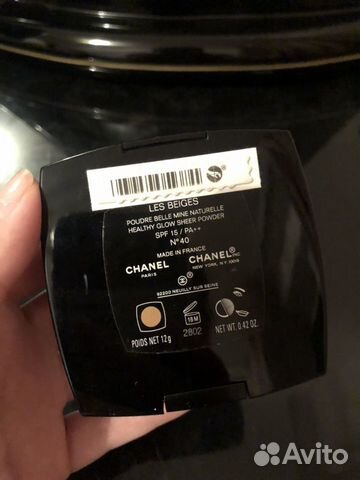 LES BEIGES
POUDRE BELLE MINE NATURELLE
HEALTHY GLOW SHEER POWDER
SPF 15 / PA++
N°40
MADE IN FRANCE
CHANEL CHANEL INC
PARIS NEW YORK, N.Y. 10019
92200 NEUILLY SUR SEINE
18 M
2802
POIDS NET 12g NET WT. 0.42 OZ.
Avito